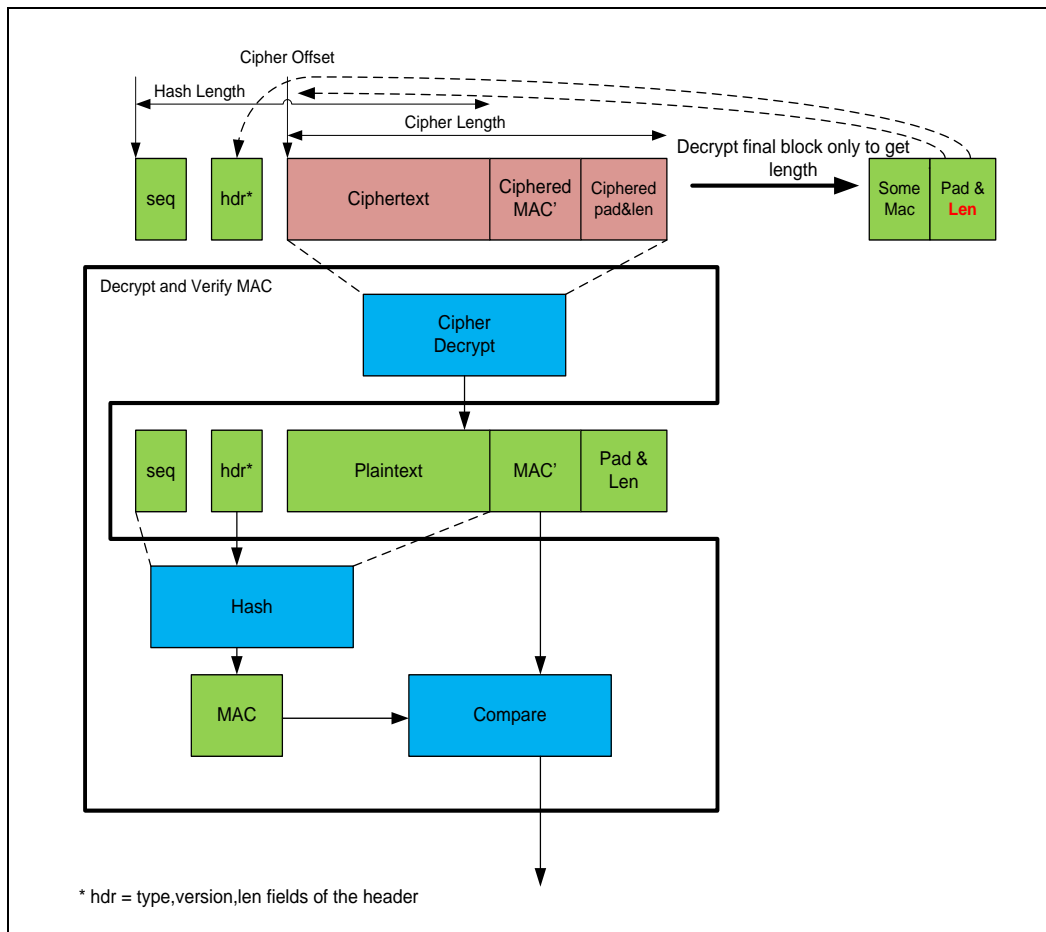 Cipher Offset
Hash Length
Cipher Length
Decrypt final block only to get
length
seq
hdr*
Ciphertext
Ciphered
MAC'
Ciphered
pad&len
Some
Mac
Pad &
Len
Decrypt and Verify MAC
Cipher
Decrypt
seq
hdr*
Plaintext
MAC'
Pad &
Len
Hash
MAC
Compare
* hdr = type,version,len fields of the header